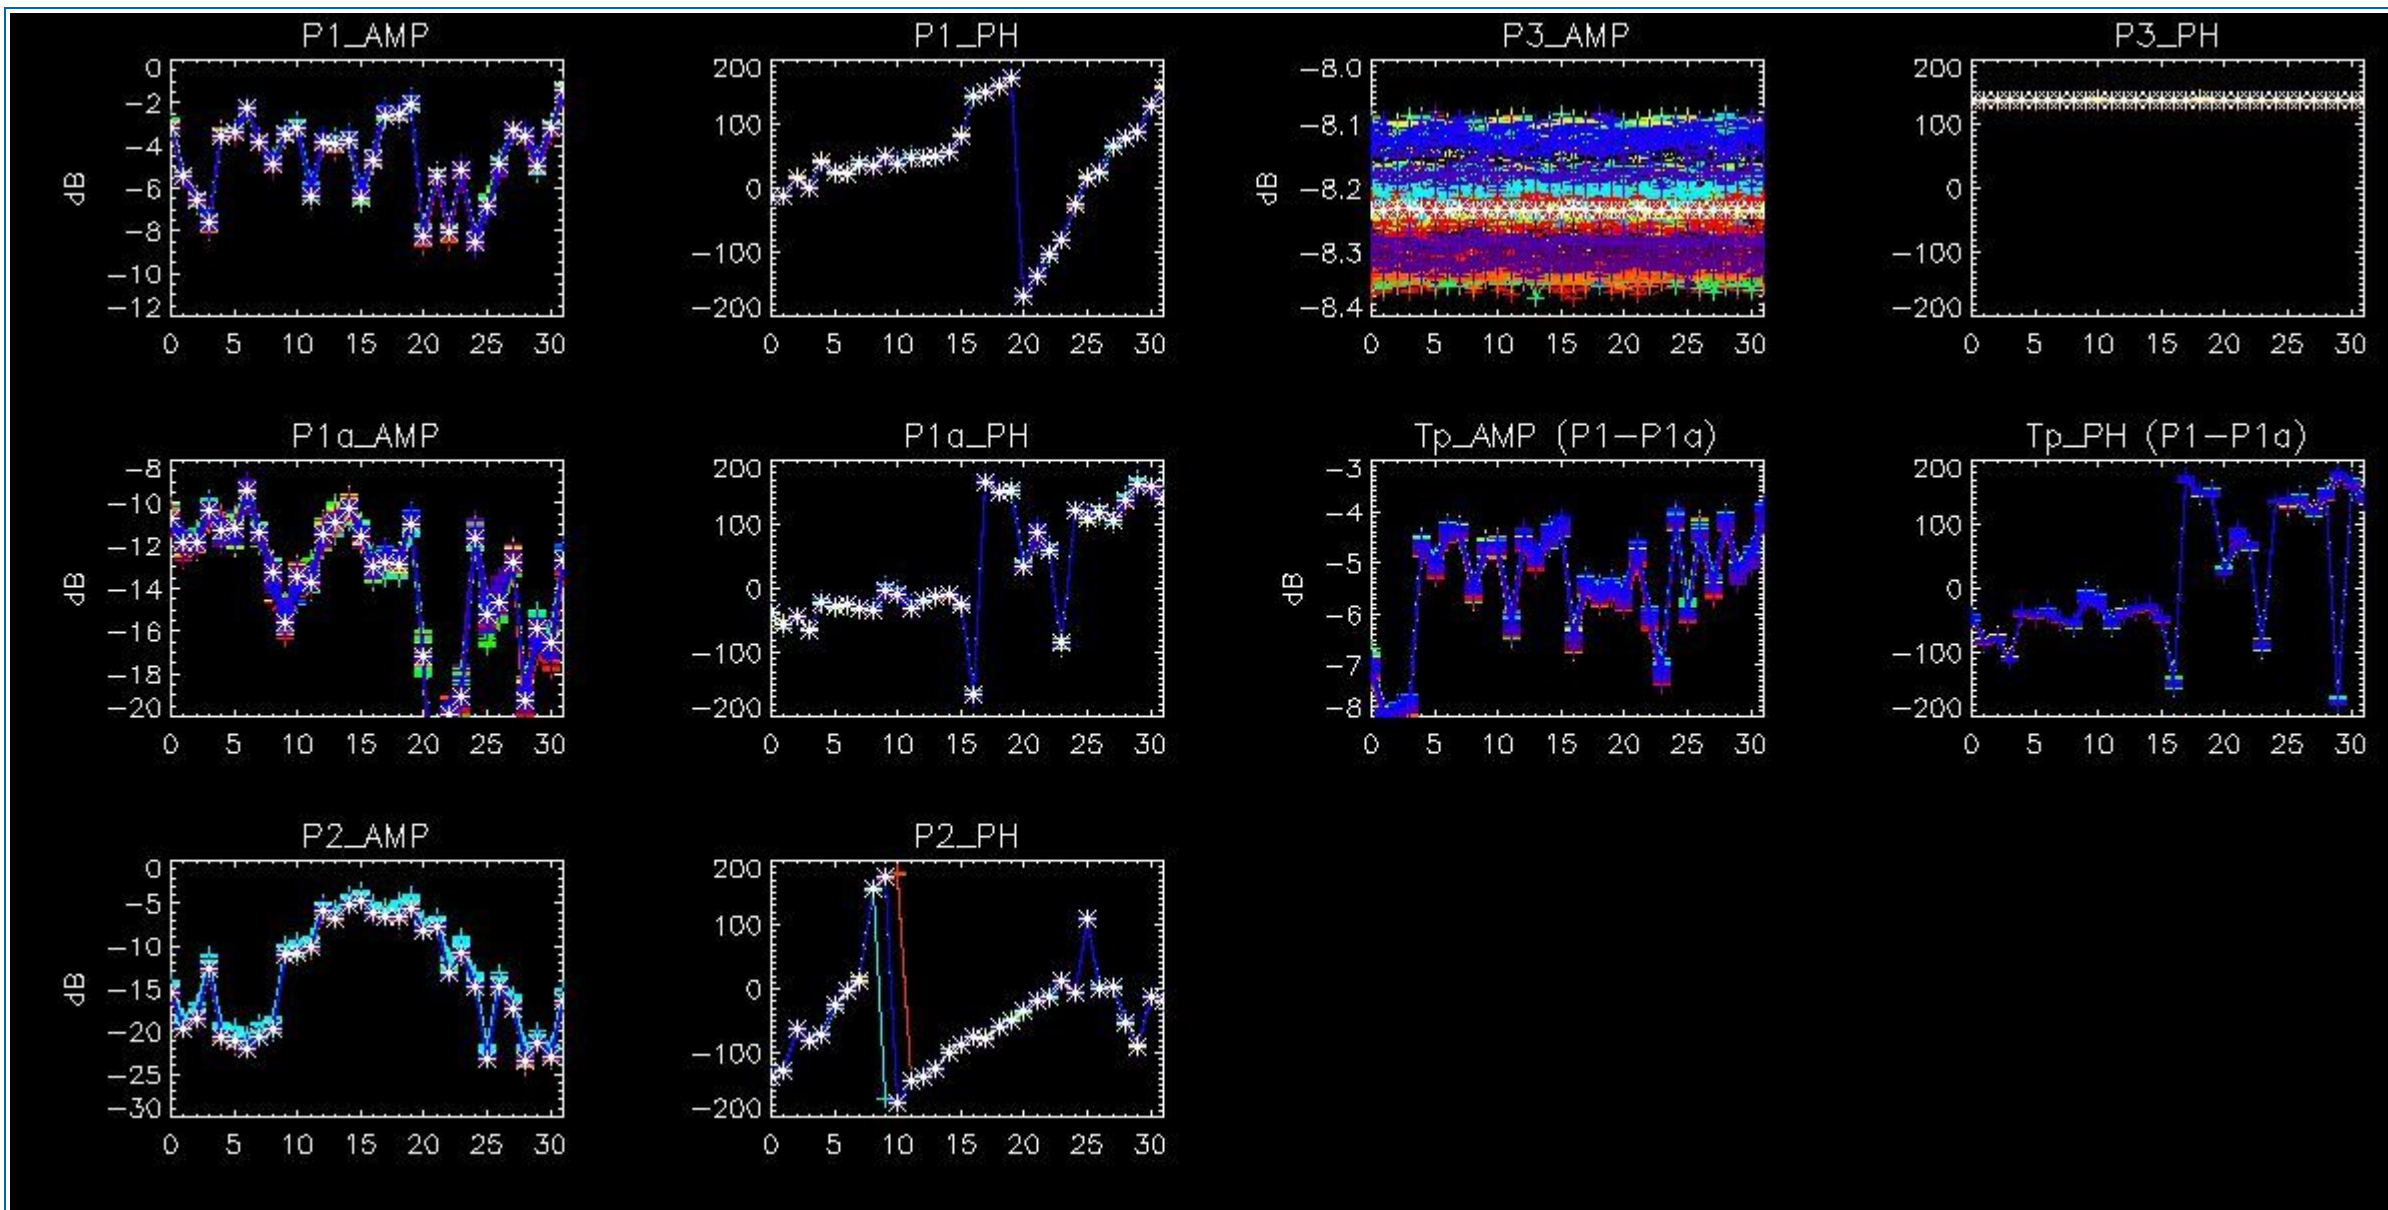 P1_AMP
0
−2
−4
−6
−8
−10
−12
dB
0 5 10 15 20 25 30
P1_PH
200
100
0
−100
−200
0 5 10 15 20 25 30
P3_AMP
−8.0
−8.1
−8.2
−8.3
−8.4
dB
0 5 10 15 20 25 30
P3_PH
200
100
0
−100
−200
0 5 10 15 20 25 30
P1a_AMP
−8
−10
−12
−14
−16
−18
−20
dB
0 5 10 15 20 25 30
P1a_PH
200
100
0
−100
−200
0 5 10 15 20 25 30
Tp_AMP (P1−P1a)
−3
−4
−5
−6
−7
−8
dB
0 5 10 15 20 25 30
Tp_PH (P1−P1a)
200
100
0
−100
−200
0 5 10 15 20 25 30
P2_AMP
0
−5
−10
−15
−20
−25
−30
dB
0 5 10 15 20 25 30
P2_PH
200
100
0
−100
−200
0 5 10 15 20 25 30